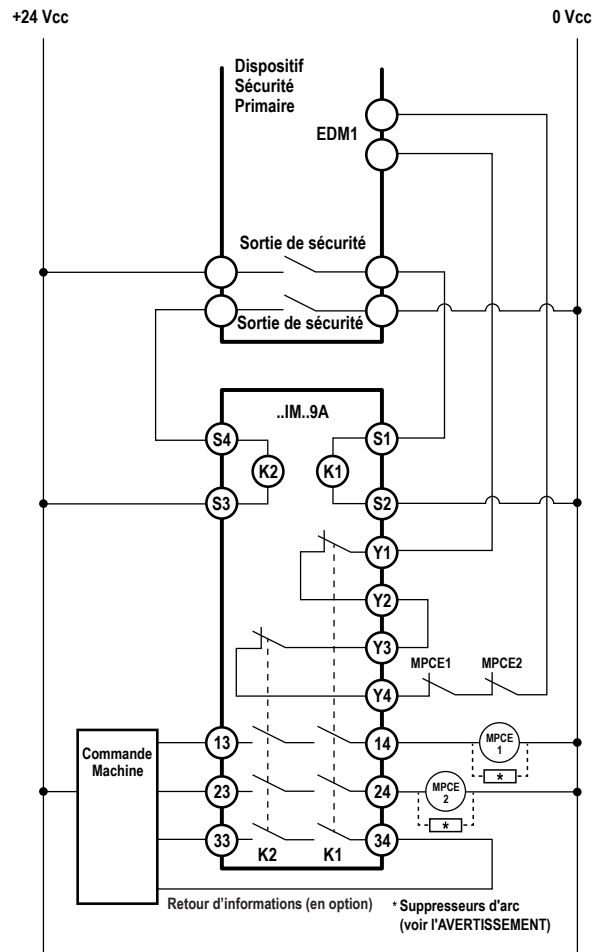 +24 Vcc
0 Vcc
Dispositif
Sécurité
Primaire
EDM1
Sortie de sécurité
Sortie de sécurité
..IM..9A
S4
S1
K2
K1
S3
S2
Y1
Y2
Y3
MPCE1
MPCE2
Y4
Commande
Machine
13
14
MPCE
1
*
23
24
MPCE
2
*
33
34
K2
K1
Retour d'informations (en option)
* Suppresseurs d'arc
(voir l'AVERTISSEMENT)